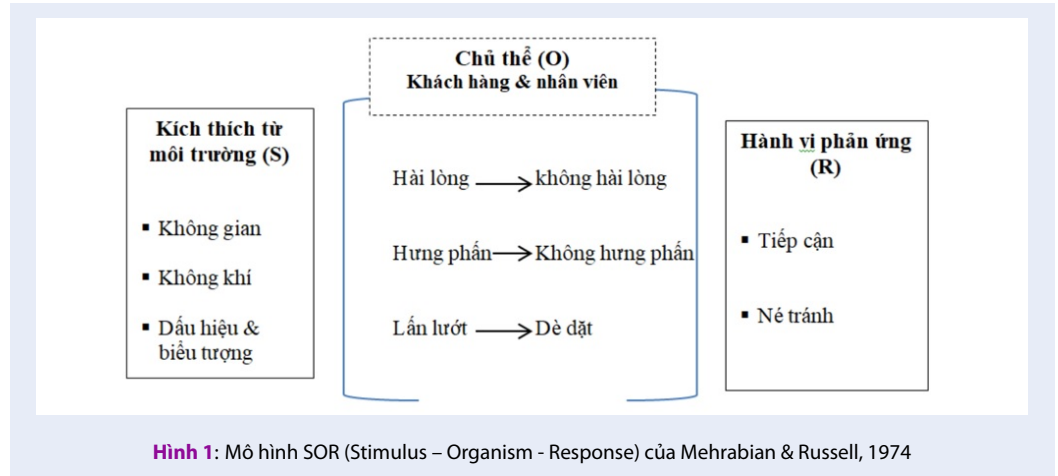 Chủ thể (O)
Khách hàng & nhân viên
Kích thích từ
môi trường (S)
▪ Không gian
▪ Không khí
▪ Dấu hiệu &
biểu tượng
Hài lòng → không hài lòng
Hưng phấn → Không hưng phấn
Lấn lướt → Dè dặt
Hành vi phản ứng
(R)
▪ Tiếp cận
▪ Né tránh
Hình 1: Mô hình SOR (Stimulus – Organism - Response) của Mehrabian & Russell, 1974